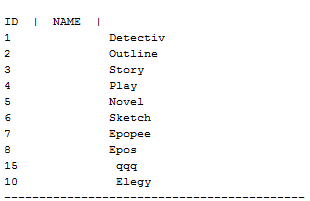 ID | NAME |
1 Detectiv
2 Outline
3 Story
4 Play
5 Novel
6 Sketch
7 Epopee
8 Epos
15 qqq
10 Elegy
-------------------------------------------